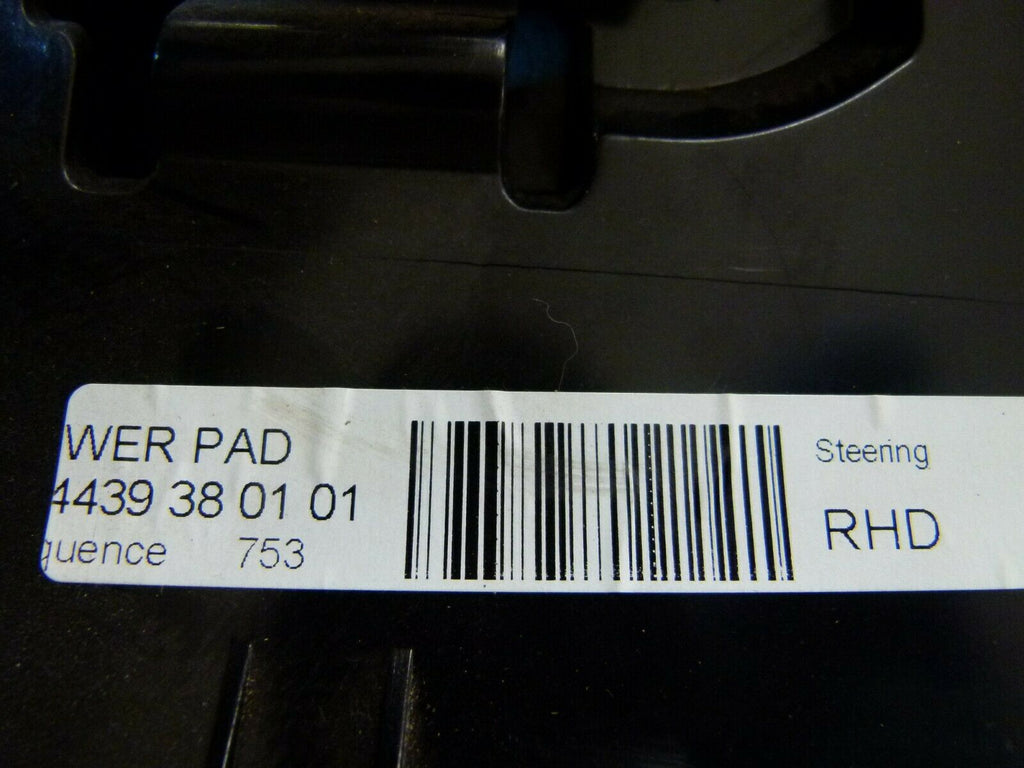 WER PAD
4439 38 01 01
quence 753
Steering
RHD